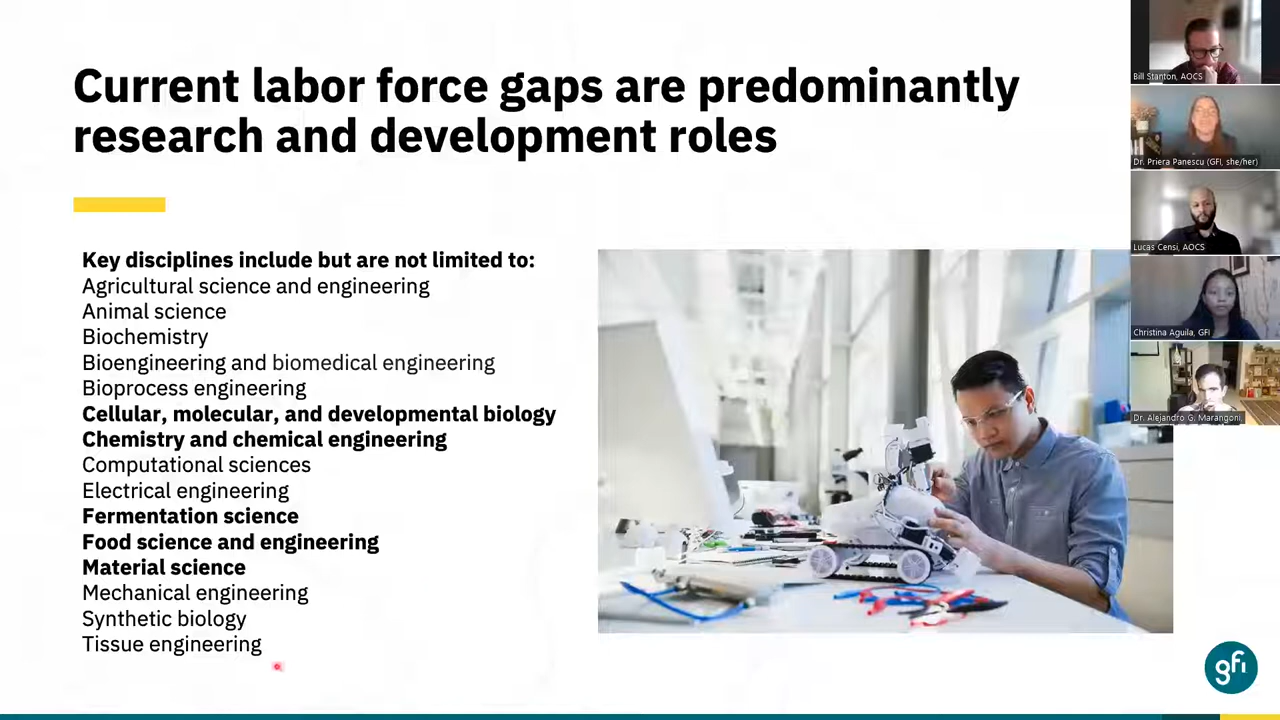 Current labor force gaps are predominantly
research and development roles
Key disciplines include but are not limited to:
Agricultural science and engineering
Animal science
Biochemistry
Bioengineering and biomedical engineering
Bioprocess engineering
Cellular, molecular, and developmental biology
Chemistry and chemical engineering
Computational sciences
Electrical engineering
Fermentation science
Food science and engineering
Material science
Mechanical engineering
Synthetic biology
Tissue engineering
Bill Stanton, AOCS
Dr. Priera Panescu (GFI, she/her)
Lucas Censi, AOCS
Christina Aguila, GFI
Dr. Alejandro G. Marangoni,
gfi